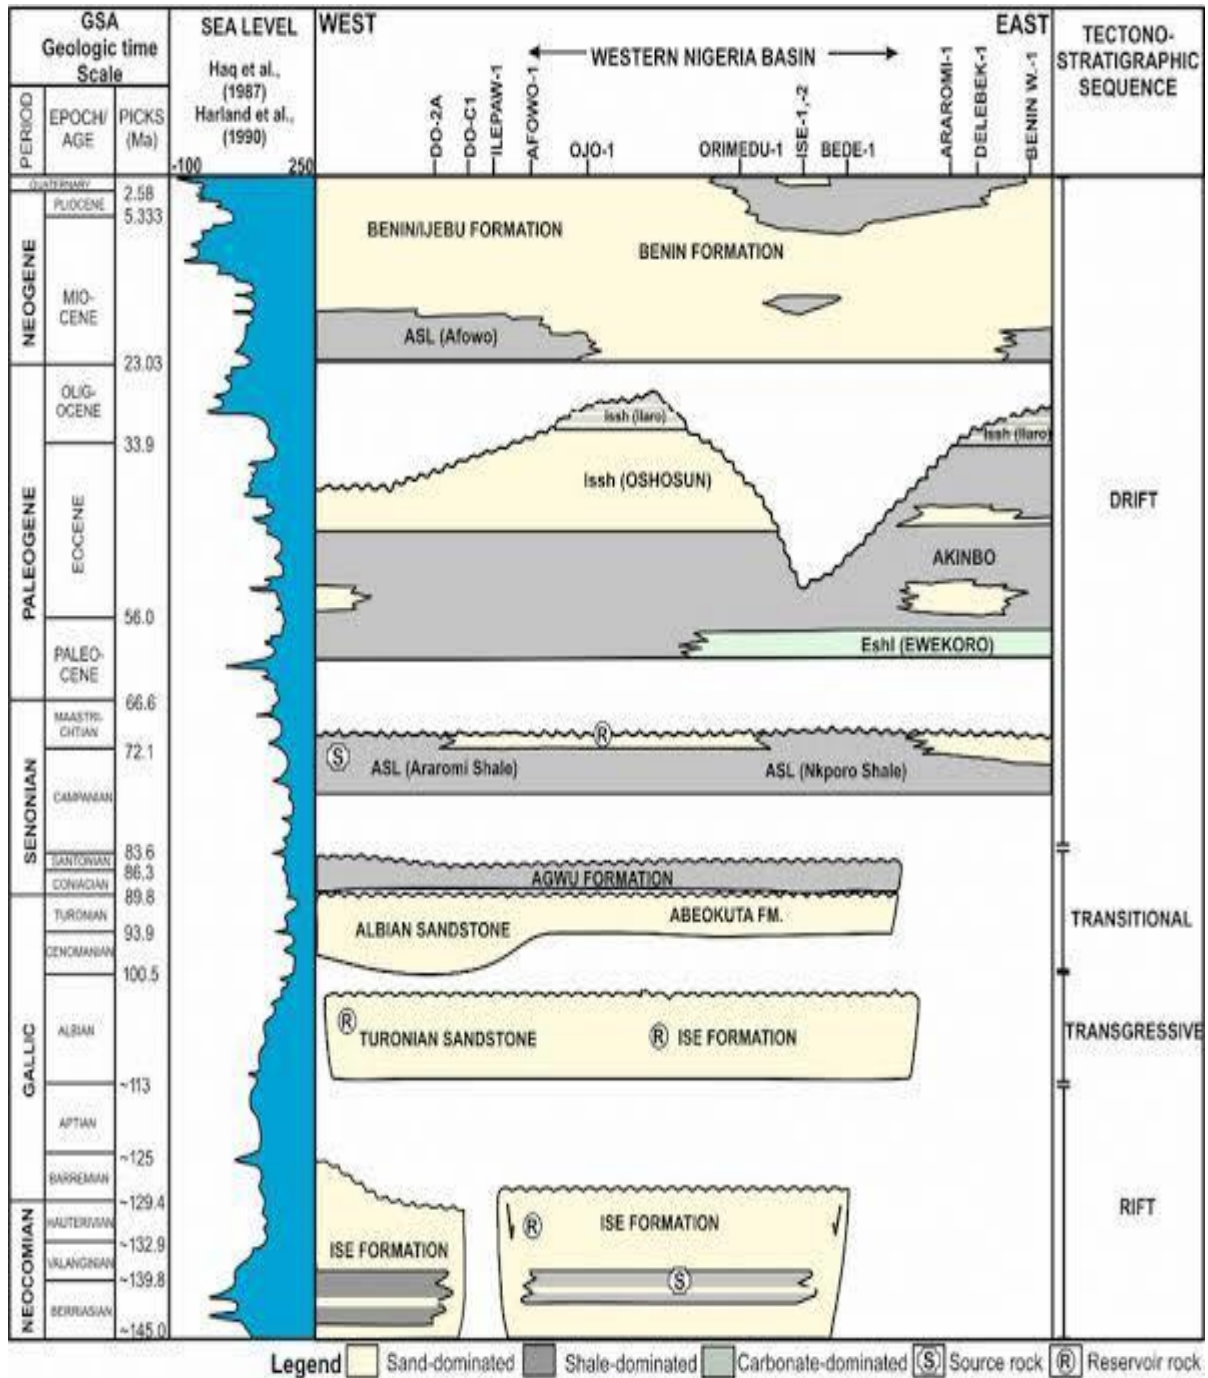 GSA
Geologic time
Scale
SEA LEVEL
Haq et al.,
(1987)
Harland et al.,
(1990)
-100 250
PERIOD
EPOCH/
AGE
PICKS
(Ma)
WEST
EAST
WESTERN NIGERIA BASIN
DO-2A
DO-C1
ILEPAW-1
AFOWO-1
OJO-1
ORIMEDU-1
ISE-1,-2
BEDE-1
ARAROMI-1
DELEBEK-1
BENIN W.-1
TECTONO-
STRATIGRAPHIC
SEQUENCE
QUATERNARY
2.58
PLIOCENE
5.333
NEOGENE
MIO-
CENE
23.03
PALEOGENE
OLIG-
OCENE
33.9
EOCENE
56.0
PALEO-
CENE
66.6
SENONIAN
MAASTRI-
CHTIAN
72.1
CAMPANIAN
83.6
SANTONIAN
86.3
CONIACIAN
89.8
GALLIC
TURONIAN
93.9
CENOMANIAN
100.5
ALBIAN
~113
APTIAN
~125
BARREMIAN
~129.4
NEOCOMIAN
HAUTERIVIAN
~132.9
VALANGINIAN
~139.8
BERRIASIAN
~145.0
BENIN/IJEBU FORMATION
BENIN FORMATION
ASL (Afowo)
Issh (Ilaro)
Issh (Ilaro)
Issh (OSHOSUN)
AKINBO
Eshl (EWEKORO)
R
S
ASL (Araromi Shale)
ASL (Nkporo Shale)
AGWU FORMATION
ALBIAN SANDSTONE
ABEOKUTA FM.
R
TURONIAN SANDSTONE
R ISE FORMATION
R
ISE FORMATION
ISE FORMATION
S
DRIFT
TRANSITIONAL
TRANSGRESSIVE
RIFT
Legend Sand-dominated Shale-dominated Carbonate-dominated S Source rock R Reservoir rock